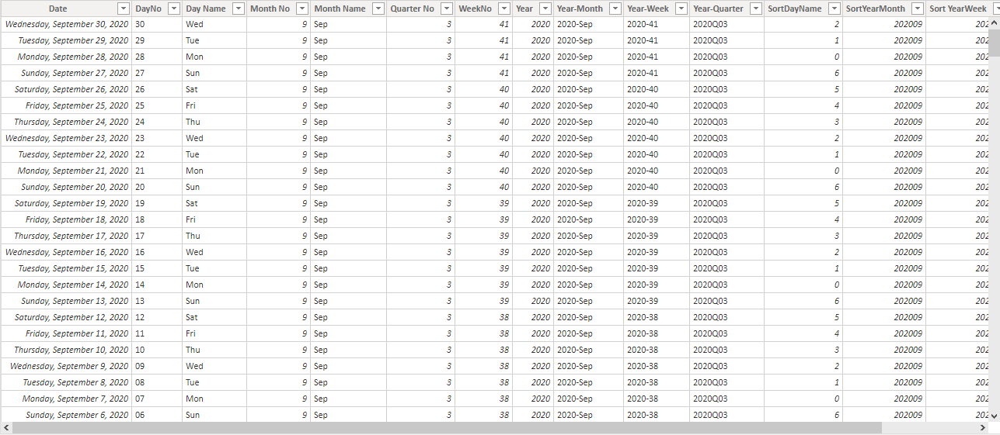 Date DayNo Day Name Month No Month Name Quarter No WeekNo Year Year-Month Year-Week Year-Quarter SortDayName SortYearMonth Sort YearWeek
Wednesday, September 30, 2020 30 Wed 9 Sep 3 41 2020 2020-Sep 2020-41 2020Q03 2 202009 202
Tuesday, September 29, 2020 29 Tue 9 Sep 3 41 2020 2020-Sep 2020-41 2020Q03 1 202009 202
Monday, September 28, 2020 28 Mon 9 Sep 3 41 2020 2020-Sep 2020-41 2020Q03 0 202009 202
Sunday, September 27, 2020 27 Sun 9 Sep 3 41 2020 2020-Sep 2020-41 2020Q03 6 202009 202
Saturday, September 26, 2020 26 Sat 9 Sep 3 40 2020 2020-Sep 2020-40 2020Q03 5 202009 202
Friday, September 25, 2020 25 Fri 9 Sep 3 40 2020 2020-Sep 2020-40 2020Q03 4 202009 202
Thursday, September 24, 2020 24 Thu 9 Sep 3 40 2020 2020-Sep 2020-40 2020Q03 3 202009 202
Wednesday, September 23, 2020 23 Wed 9 Sep 3 40 2020 2020-Sep 2020-40 2020Q03 2 202009 202
Tuesday, September 22, 2020 22 Tue 9 Sep 3 40 2020 2020-Sep 2020-40 2020Q03 1 202009 202
Monday, September 21, 2020 21 Mon 9 Sep 3 40 2020 2020-Sep 2020-40 2020Q03 0 202009 202
Sunday, September 20, 2020 20 Sun 9 Sep 3 40 2020 2020-Sep 2020-40 2020Q03 6 202009 202
Saturday, September 19, 2020 19 Sat 9 Sep 3 39 2020 2020-Sep 2020-39 2020Q03 5 202009 202
Friday, September 18, 2020 18 Fri 9 Sep 3 39 2020 2020-Sep 2020-39 2020Q03 4 202009 202
Thursday, September 17, 2020 17 Thu 9 Sep 3 39 2020 2020-Sep 2020-39 2020Q03 3 202009 202
Wednesday, September 16, 2020 16 Wed 9 Sep 3 39 2020 2020-Sep 2020-39 2020Q03 2 202009 202
Tuesday, September 15, 2020 15 Tue 9 Sep 3 39 2020 2020-Sep 2020-39 2020Q03 1 202009 202
Monday, September 14, 2020 14 Mon 9 Sep 3 39 2020 2020-Sep 2020-39 2020Q03 0 202009 202
Sunday, September 13, 2020 13 Sun 9 Sep 3 39 2020 2020-Sep 2020-39 2020Q03 6 202009 202
Saturday, September 12, 2020 12 Sat 9 Sep 3 38 2020 2020-Sep 2020-38 2020Q03 5 202009 202
Friday, September 11, 2020 11 Fri 9 Sep 3 38 2020 2020-Sep 2020-38 2020Q03 4 202009 202
Thursday, September 10, 2020 10 Thu 9 Sep 3 38 2020 2020-Sep 2020-38 2020Q03 3 202009 202
Wednesday, September 9, 2020 09 Wed 9 Sep 3 38 2020 2020-Sep 2020-38 2020Q03 2 202009 202
Tuesday, September 8, 2020 08 Tue 9 Sep 3 38 2020 2020-Sep 2020-38 2020Q03 1 202009 202
Monday, September 7, 2020 07 Mon 9 Sep 3 38 2020 2020-Sep 2020-38 2020Q03 0 202009 202
Sunday, September 6, 2020 06 Sun 9 Sep 3 38 2020 2020-Sep 2020-38 2020Q03 6 202009 202